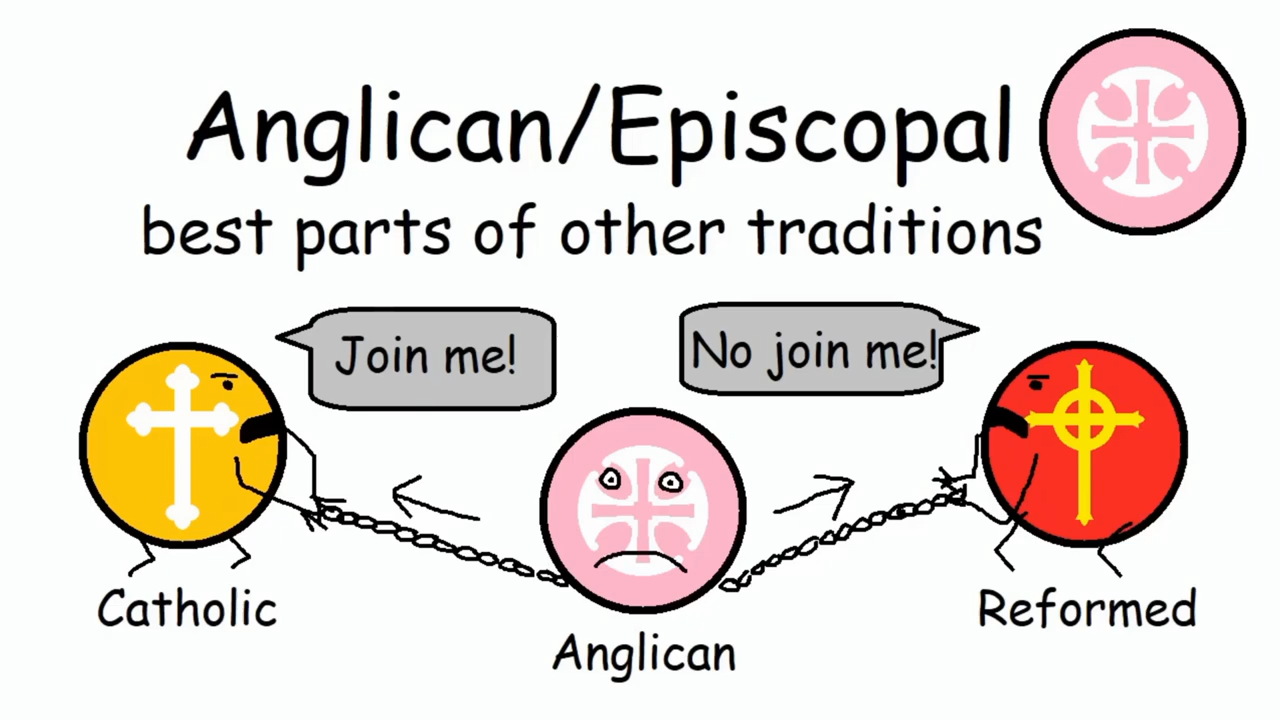 Anglican/Episcopal
best parts of other traditions
Join me!
No join me!
Catholic
Anglican
Reformed